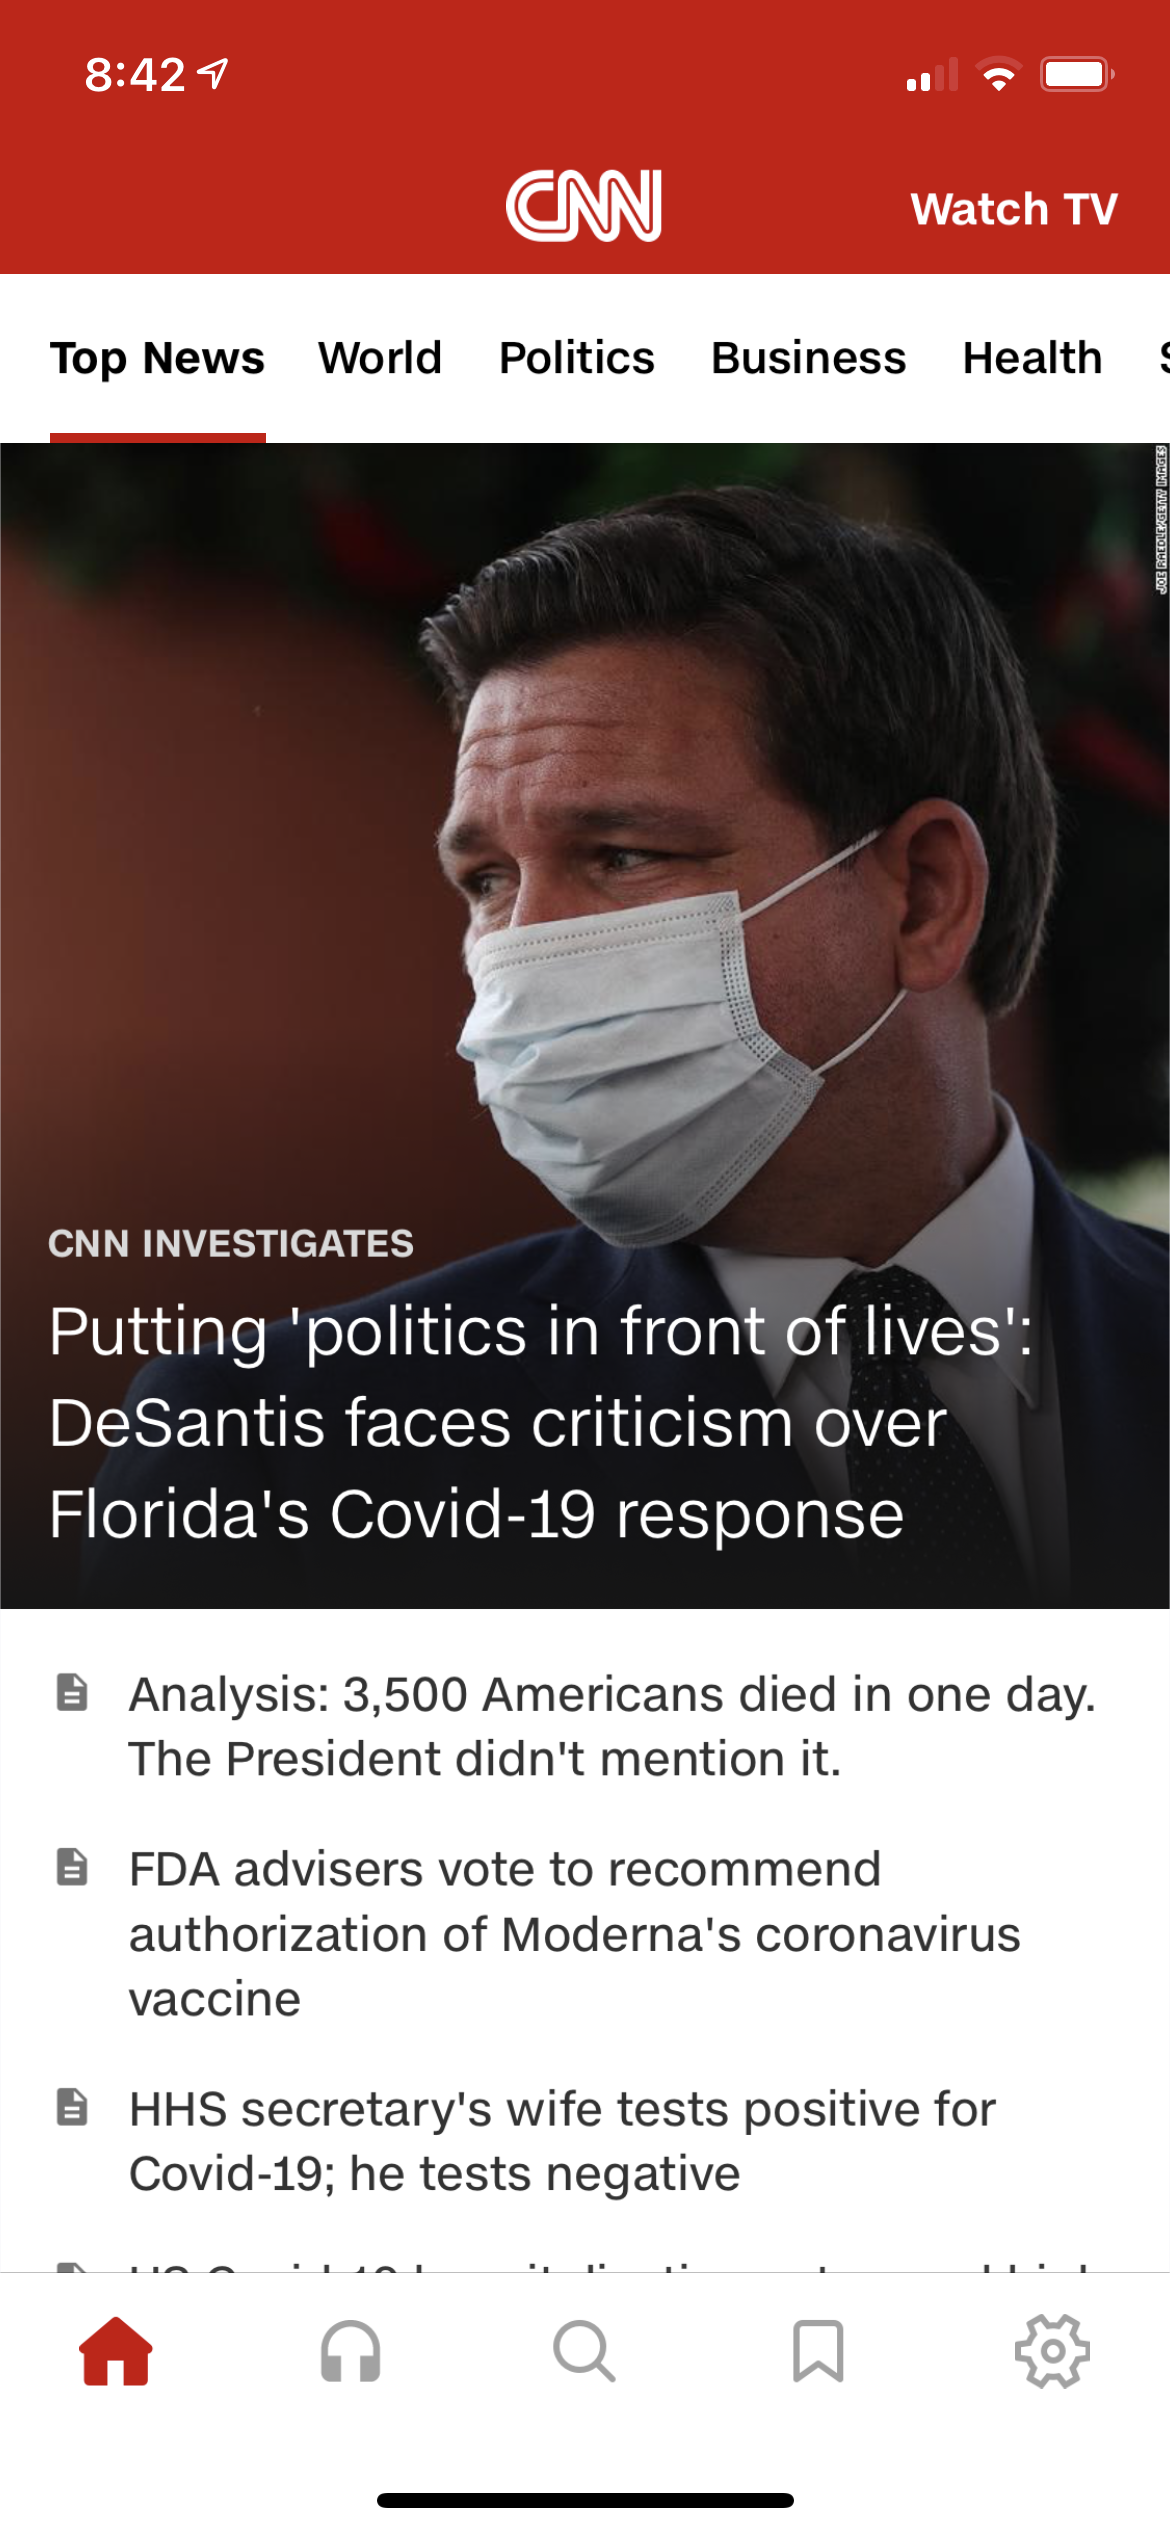 8:42
CNN
Watch TV
Top News World Politics Business Health
JOE RAEDLE/GETTY IMAGES
CNN INVESTIGATES
Putting 'politics in front of lives':
DeSantis faces criticism over
Florida's Covid-19 response
Analysis: 3,500 Americans died in one day.
The President didn't mention it.
FDA advisers vote to recommend
authorization of Moderna's coronavirus
vaccine
HHS secretary's wife tests positive for
Covid-19; he tests negative